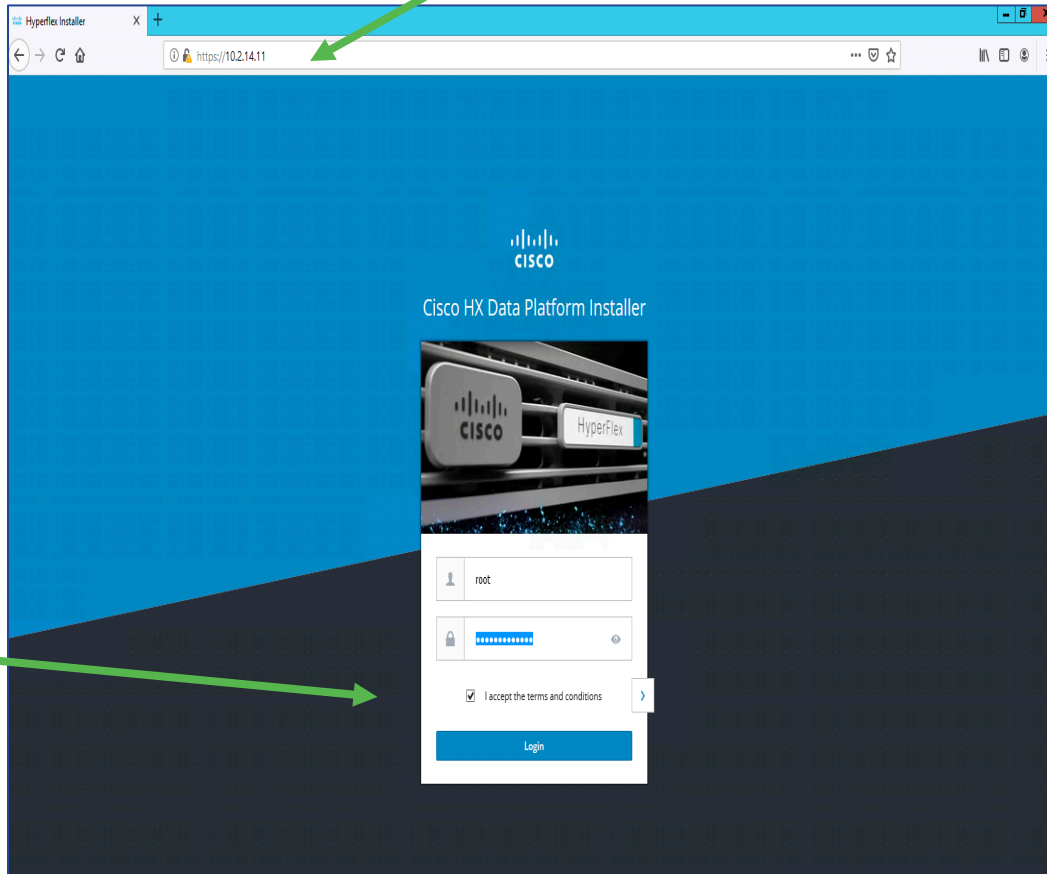 Hyperflex Installer
https://10.2.14.11
CISCO
Cisco HX Data Platform Installer
CISCO
HyperFlex
root
I accept the terms and conditions
Login